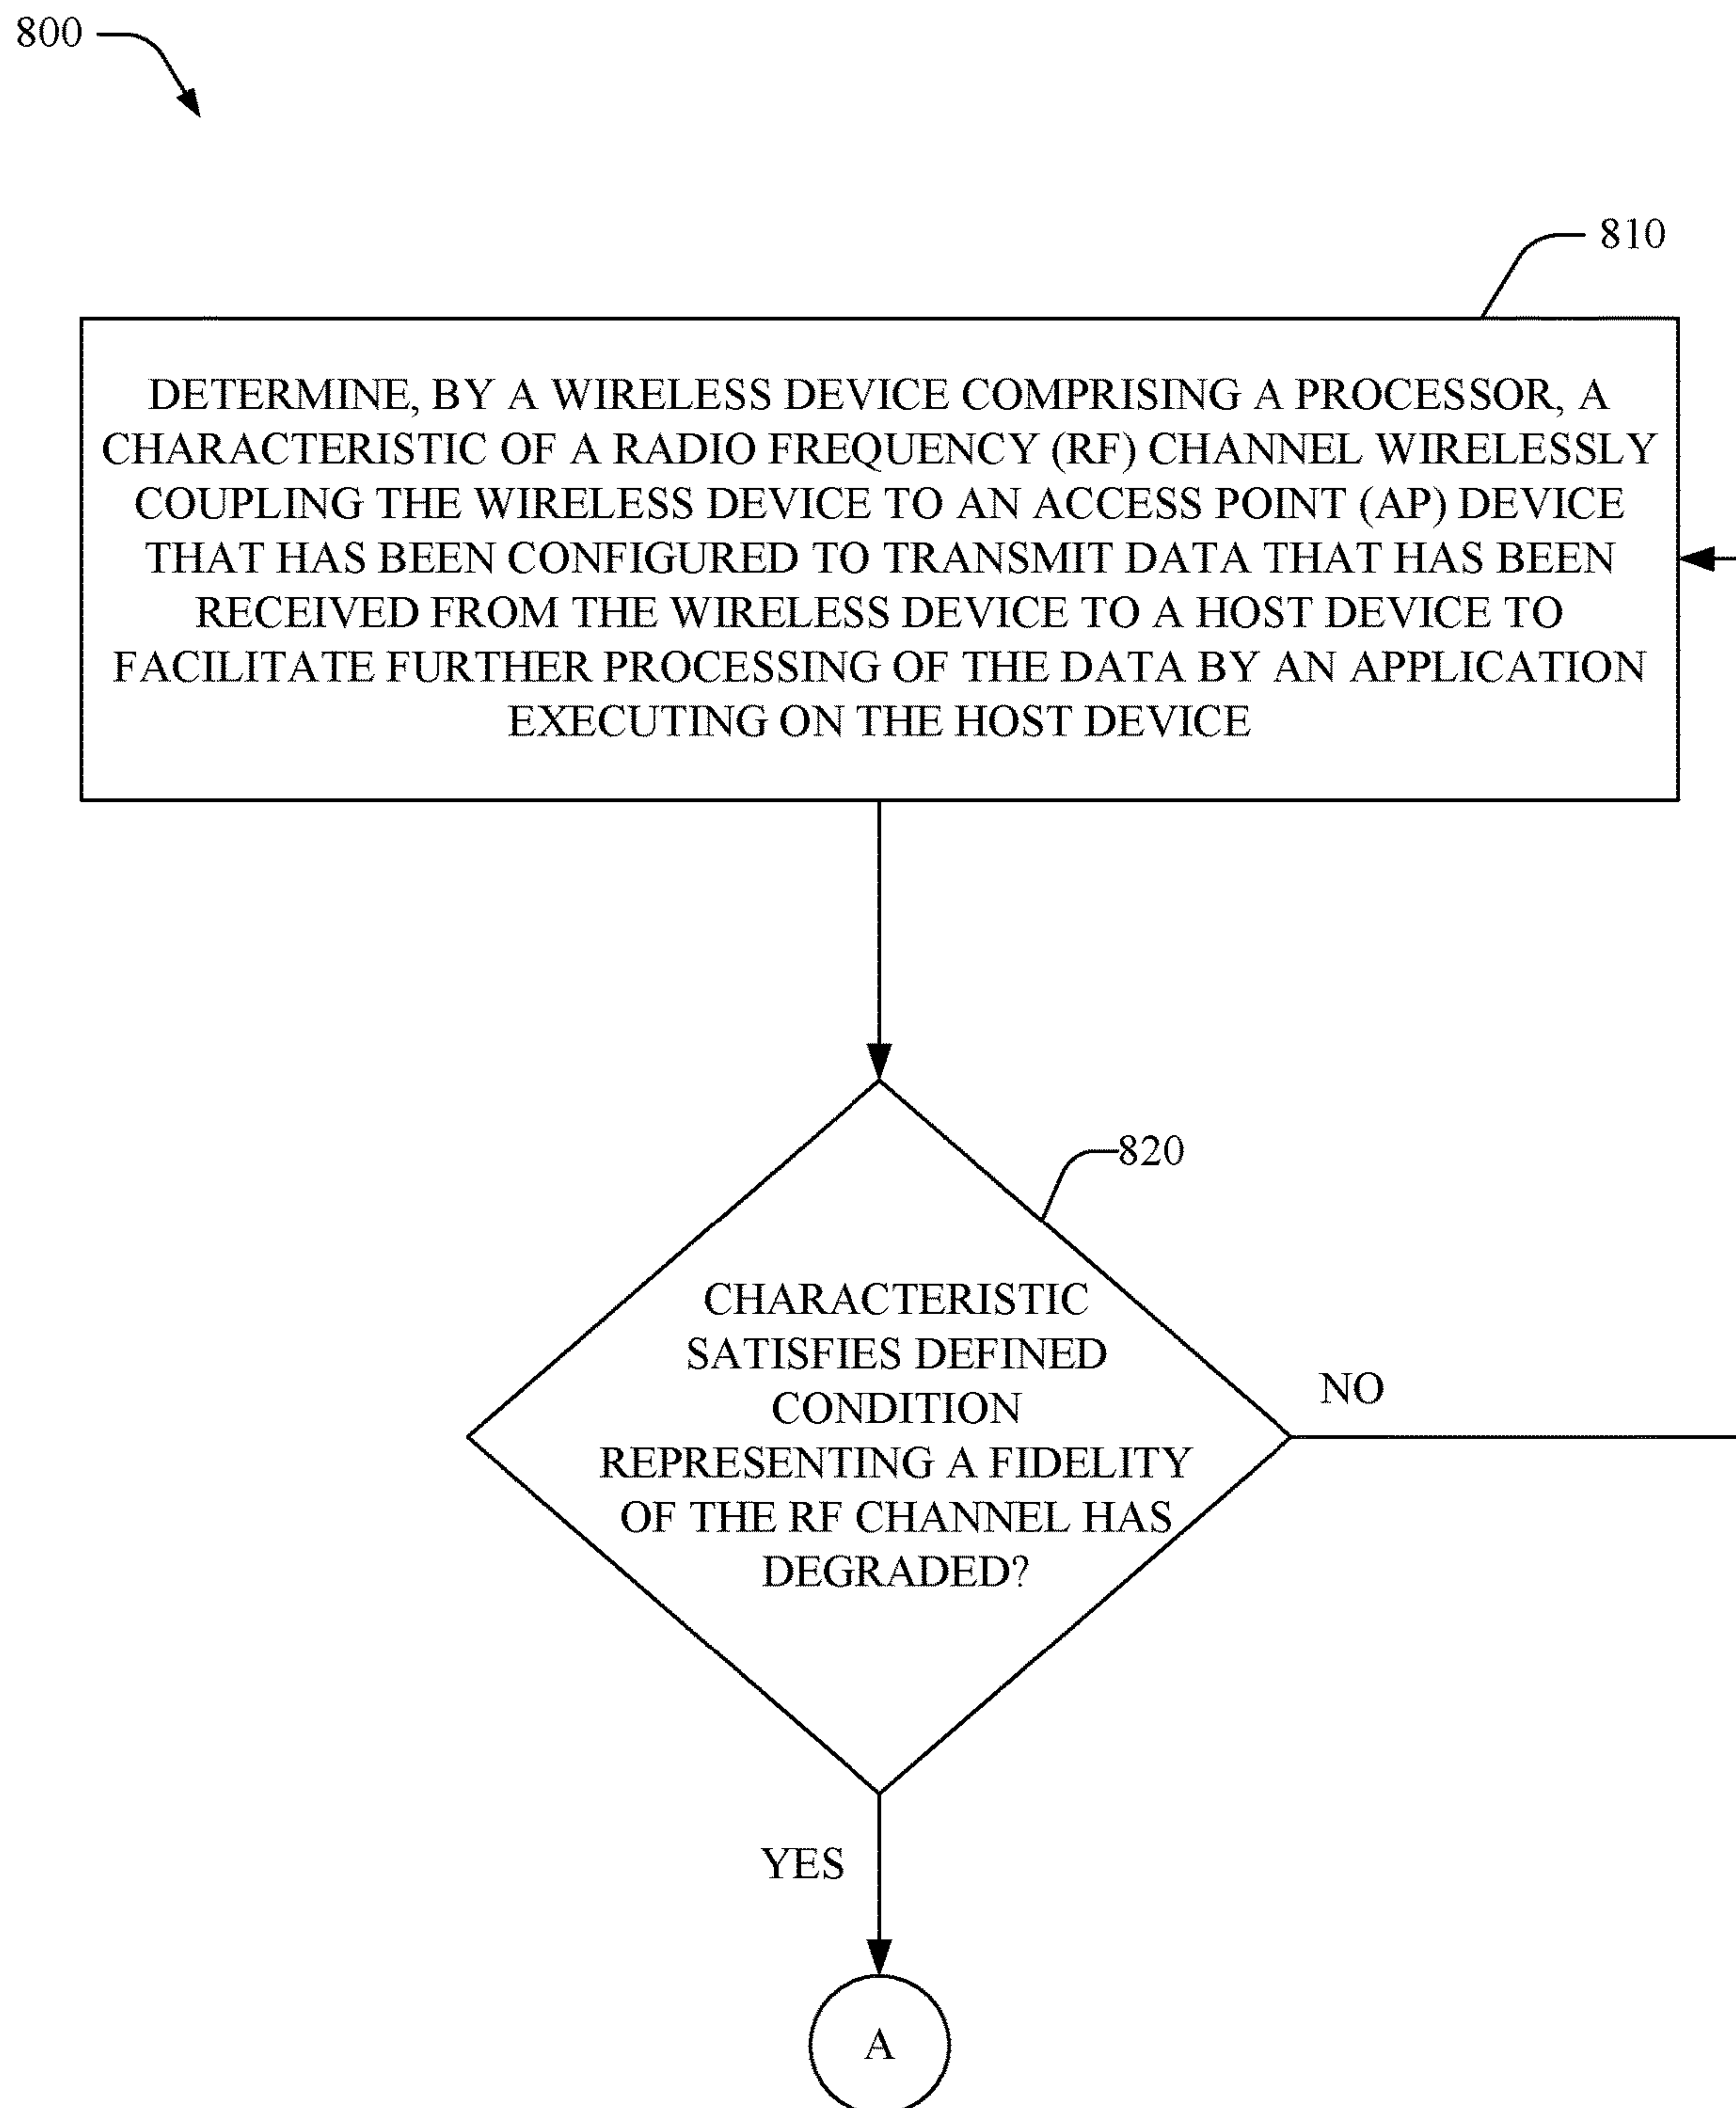 800
810
DETERMINE, BY A WIRELESS DEVICE COMPRISING A PROCESSOR, A
CHARACTERISTIC OF A RADIO FREQUENCY (RF) CHANNEL WIRELESSLY
COUPLING THE WIRELESS DEVICE TO AN ACCESS POINT (AP) DEVICE
THAT HAS BEEN CONFIGURED TO TRANSMIT DATA THAT HAS BEEN
RECEIVED FROM THE WIRELESS DEVICE TO A HOST DEVICE TO
FACILITATE FURTHER PROCESSING OF THE DATA BY AN APPLICATION
EXECUTING ON THE HOST DEVICE
820
CHARACTERISTIC
SATISFIES DEFINED
CONDITION
REPRESENTING A FIDELITY
OF THE RF CHANNEL HAS
DEGRADED?
NO
YES
A